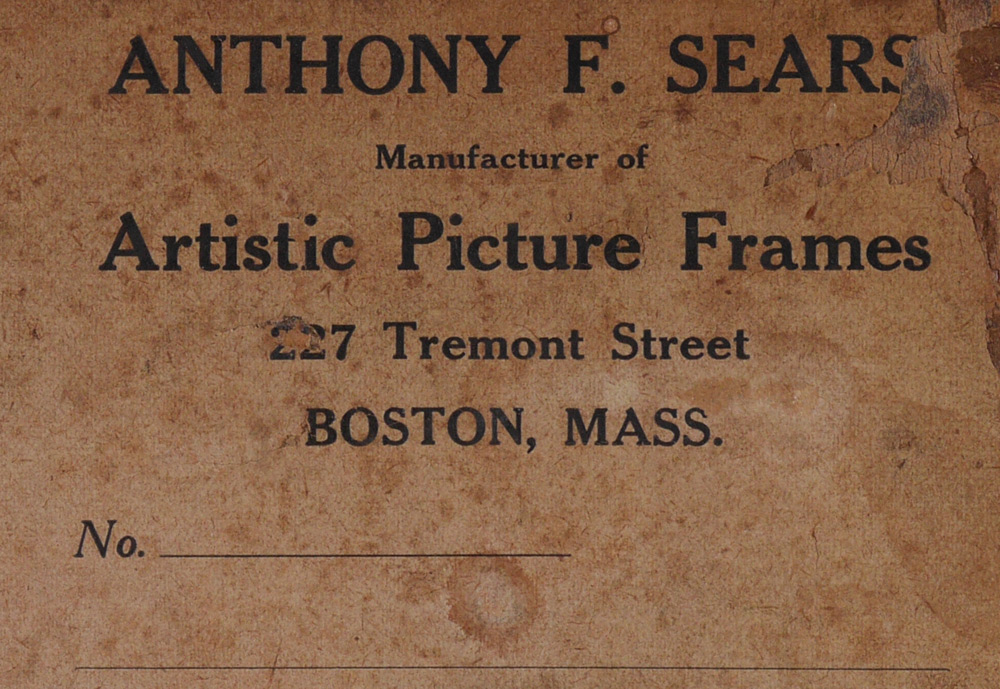 ANTHONY F. SEARS
Manufacturer of
Artistic Picture Frames
227 Tremont Street
BOSTON, MASS.
No.